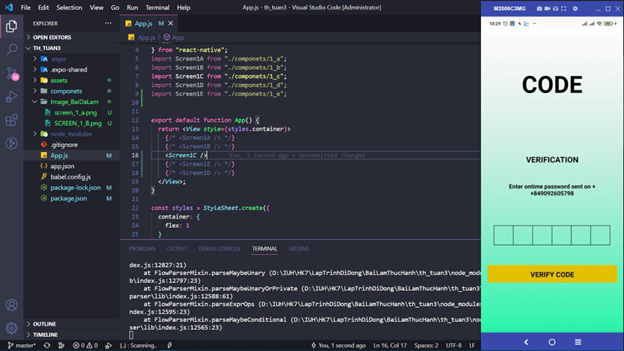 File Edit Selection View Go Run Terminal Help
App.js - th_tuan3 - Visual Studio Code [Administrator]
EXPLORER
OPEN EDITORS
TH_TUAN3
.expo
.expo-shared
assets
componets
Image_BaiDaLam
screen_1_a.png
SCREEN_1_B.png
node_modules
.gitignore
App.js
app.json
babel.config.js
package-lock.json
package.json
OUTLINE
TIMELINE
App.js M
App.js > App
4 } from "react-native";
5 import Screen1A from "./componets/1_a";
6 import Screen1B from "./componets/1_b";
7 import Screen1C from "./componets/1_c";
8 import Screen1D from "./componets/1_d";
9 import Screen1E from "./componets/1_e";
10
11
12 export default function App() {
13 return <View style={styles.container}>
14 {/* <Screen1A /> */}
15 {/* <Screen1B /> */}
16 <Screen1C /> You, 1 second ago • Uncommitted changes
17 {/* <Screen1E /> */}
18 {/* <Screen1D /> */}
19 </View>;
20 }
21
22 const styles = StyleSheet.create({
23 container: {
24 flex: 1
25 }
PROBLEMS OUTPUT DEBUG CONSOLE TERMINAL GITLENS
dex.js:12827:21)
at FlowParserMixin.parseMaybeUnary (D:\IUH\HK7\LapTrinhDiDong\BaiLamThucHanh\th_tuan3\node_m
b\index.js:12797:23)
at FlowParserMixin.parseMaybeUnaryOrPrivate (D:\IUH\HK7\LapTrinhDiDong\BaiLamThucHanh\th_tua
parser\lib\index.js:12588:61)
at FlowParserMixin.parseExprOps (D:\IUH\HK7\LapTrinhDiDong\BaiLamThucHanh\th_tuan3\node_modu
ndex.js:12595:23)
at FlowParserMixin.parseMaybeConditional (D:\IUH\HK7\LapTrinhDiDong\BaiLamThucHanh\th_tuan3\
rser\lib\index.js:12565:23)
master* 0 0 Scanning.. You, 1 second ago Ln 16, Col 17 Spaces: 2 UTF-8 LF
M2006C3MG
18:29
CODE
VERIFICATION
Enter ontime password sent on +
+849092605798
VERIFY CODE